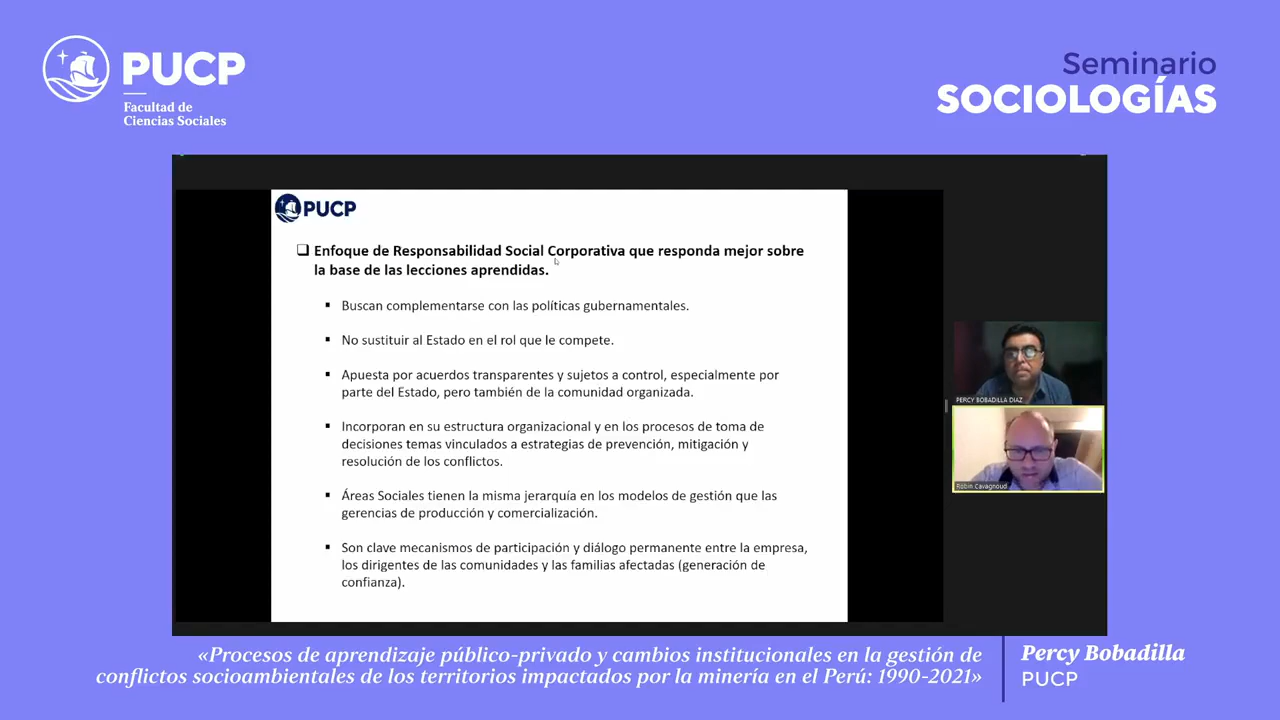 PUCP
Facultad de
Ciencias Sociales
Seminario
SOCIOLOGÍAS
PUCP
Enfoque de Responsabilidad Social Corporativa que responda mejor sobre
la base de las lecciones aprendidas.
Buscan complementarse con las políticas gubernamentales.
No sustituir al Estado en el rol que le compete.
Apuesta por acuerdos transparentes y sujetos a control, especialmente por
parte del Estado, pero también de la comunidad organizada.
Incorporan en su estructura organizacional y en los procesos de toma de
decisiones temas vinculados a estrategias de prevención, mitigación y
resolución de los conflictos.
Áreas Sociales tienen la misma jerarquía en los modelos de gestión que las
gerencias de producción y comercialización.
Son clave mecanismos de participación y diálogo permanente entre la empresa,
los dirigentes de las comunidades y las familias afectadas (generación de
confianza).
PERCY BOBADILLA DIAZ
Robin Cavagnoud
«Procesos de aprendizaje público-privado y cambios institucionales en la gestión de
conflictos socioambientales de los territorios impactados por la minería en el Perú: 1990-2021»
Percy Bobadilla
PUCP